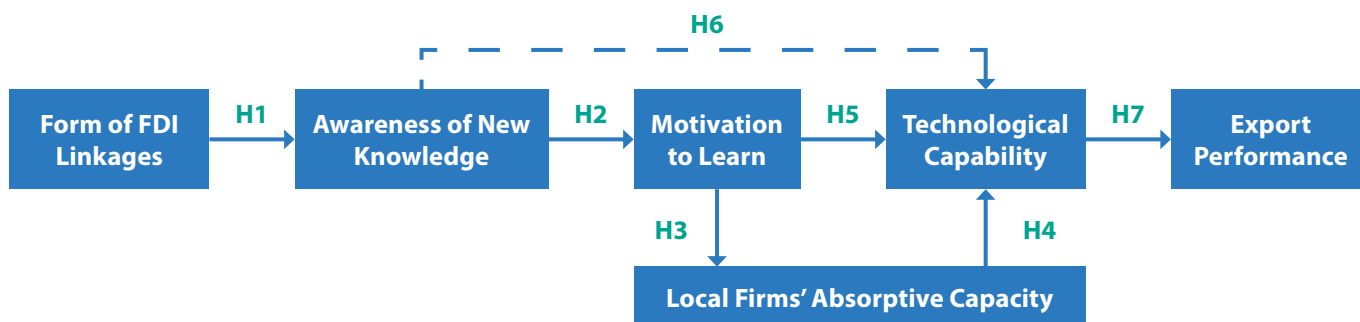 H6
Form of FDI
Linkages
H1
Awareness of New
Knowledge
H2
Motivation
to Learn
H5
Technological
Capability
H7
Export
Performance
H3
H4
Local Firms’ Absorptive Capacity